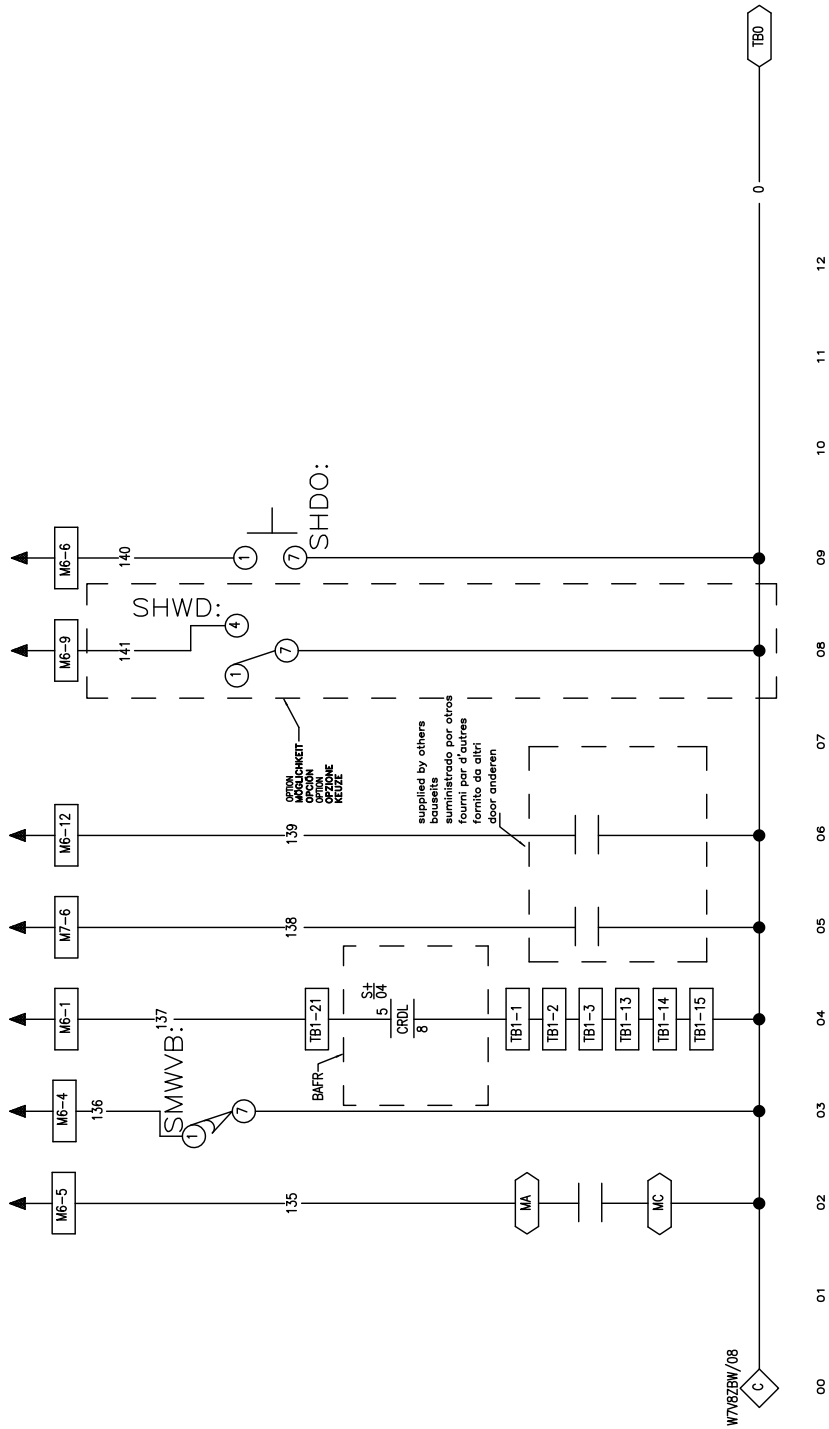 W7V8ZBW/08
C
M6-5
135
MA
MC
M6-4
136
SMWVB:
1
7
M6-1
137
TB1-21
BAFR
S+
04
5
CRDL
8
TB1-1
TB1-2
TB1-3
TB1-13
TB1-14
TB1-15
M7-6
138
M6-12
139
supplied by others
bauseits
suministrado por otros
fourni par d'autres
fornito da altri
door anderen
OPTION
MÖGLICHKEIT
OPCIÓN
OPTION
OPZIONE
KEUZE
M6-9
141
SHWD:
1
4
7
M6-6
140
1
7
SHDO:
0
TB0
00
01
02
03
04
05
06
07
08
09
10
11
12